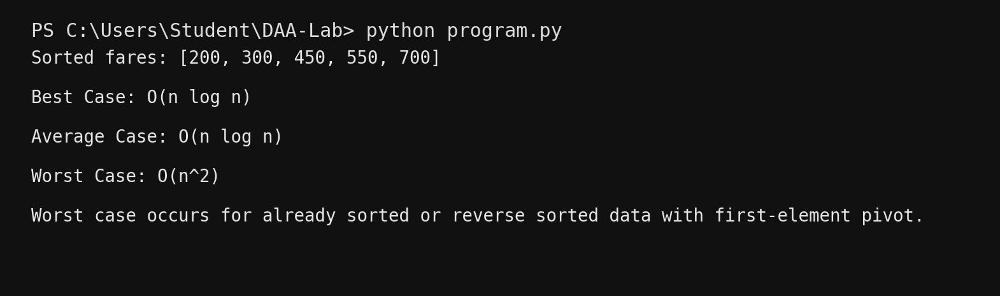 PS C:\Users\Student\DAA-Lab> python program.py
Sorted fares: [200, 300, 450, 550, 700]
Best Case: O(n log n)
Average Case: O(n log n)
Worst Case: O(n^2)
Worst case occurs for already sorted or reverse sorted data with first-element pivot.